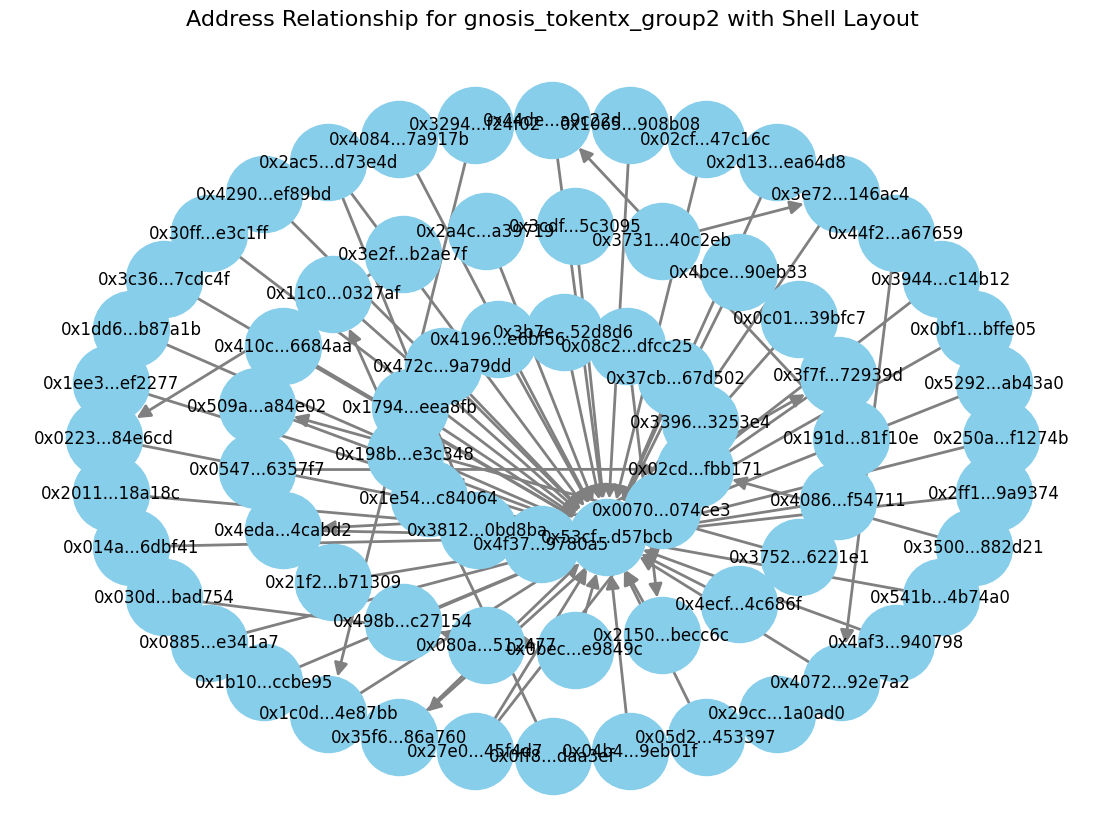 Address Relationship for gnosis_tokentx_group2 with Shell Layout
0x44de...a9c22d
0x3294...f24f02
0x1065...908b08
0x4084...7a917b
0x02cf...47c16c
0x2ac5...d73e4d
0x2d13...ea64d8
0x4290...ef89bd
0x3e72...146ac4
0x30ff...e3c1ff
0x3cdf...5c3095
0x2a4c...a39719
0x44f2...a67659
0x3731...40c2eb
0x3e2f...b2ae7f
0x3c36...7cdc4f
0x4bce...90eb33
0x3944...c14b12
0x11c0...0327af
0x0c01...39bfc7
0x1dd6...b87a1b
0x0bf1...bffe05
0x3b7e...52d8d6
0x4196...e6bf56
0x410c...6684aa
0x08c2...dfcc25
0x472c...9a79dd
0x3f7f...72939d
0x37cb...67d502
0x1ee3...ef2277
0x5292...ab43a0
0x509a...a84e02
0x1794...eea8fb
0x3396...3253e4
0x0223...84e6cd
0x191d...81f10e
0x250a...f1274b
0x198b...e3c348
0x0547...6357f7
0x02cd...fbb171
0x2011...18a18c
0x1e54...c84064
0x4086...f54711
0x2ff1...9a9374
0x0070...074ce3
0x4eda...4cabd2
0x3812...0bd8ba
0x53cf...d57bcb
0x4f37...9780a5
0x014a...6dbf41
0x3500...882d21
0x3752...6221e1
0x21f2...b71309
0x030d...bad754
0x541b...4b74a0
0x4ecf...4c686f
0x498b...c27154
0x2150...becc6c
0x0885...e341a7
0x080a...512477
0x0bec...e9849c
0x4af3...940798
0x1b10...ccbe95
0x4072...92e7a2
0x1c0d...4e87bb
0x29cc...1a0ad0
0x35f6...86a760
0x05d2...453397
0x27e0...45f4d7
0x04b4...9eb01f
0x0ff8...daa3ef